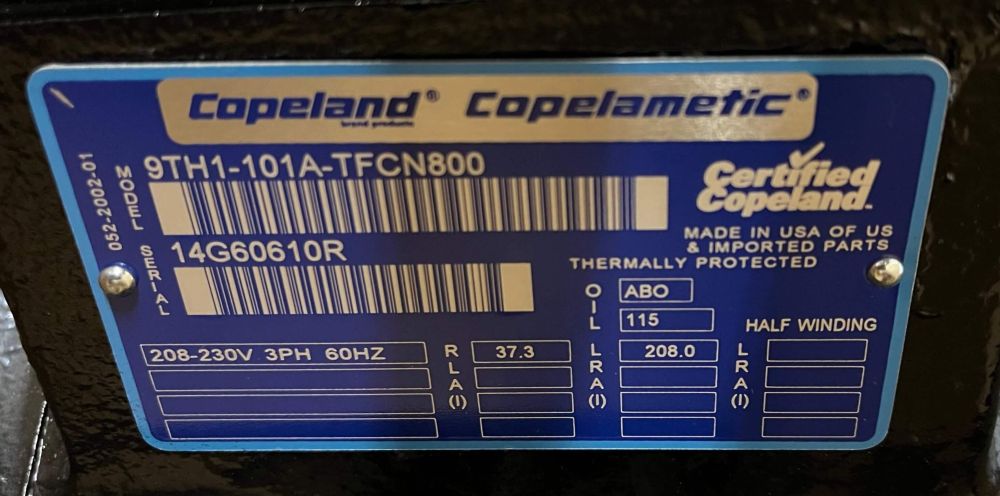 Copeland® Copelametic®
brand products
052-2002-01
MODEL
9TH1-101A-TFCN800
Certified
Copeland™
SERIAL
14G60610R
MADE IN USA OF US
& IMPORTED PARTS
THERMALLY PROTECTED
OIL
ABO
115
HALF WINDING
208-230V 3PH 60HZ
RLA(I)
37.3
LRA(I)
208.0
LRA(I)